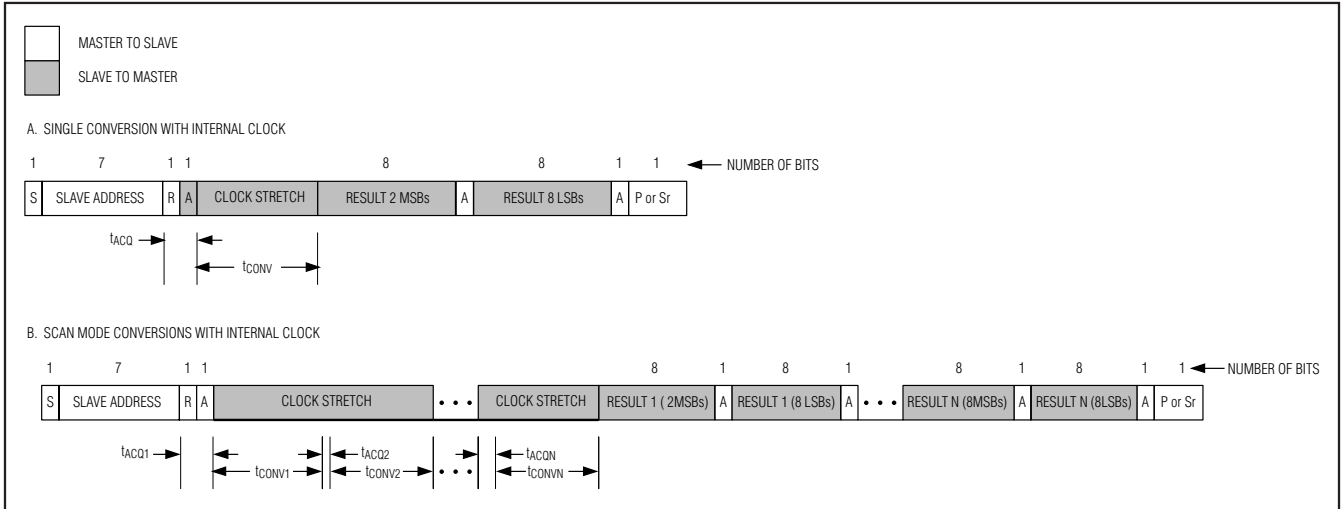 MASTER TO SLAVE
SLAVE TO MASTER
A. SINGLE CONVERSION WITH INTERNAL CLOCK
1 7 1 1 8 8 1 1 NUMBER OF BITS
S SLAVE ADDRESS R A CLOCK STRETCH RESULT 2 MSBs A RESULT 8 LSBs A P or Sr
tACQ
tCONV
B. SCAN MODE CONVERSIONS WITH INTERNAL CLOCK
1 7 1 1 8 1 8 1 8 1 8 1 1 NUMBER OF BITS
S SLAVE ADDRESS R A CLOCK STRETCH • • • CLOCK STRETCH RESULT 1 ( 2MSBs) A RESULT 1 (8 LSBs) A • • • RESULT N (8MSBs) A RESULT N (8LSBs) A P or Sr
tACQ1 tACQ2 tACQN
tCONV1 tCONV2 • • • tCONVN